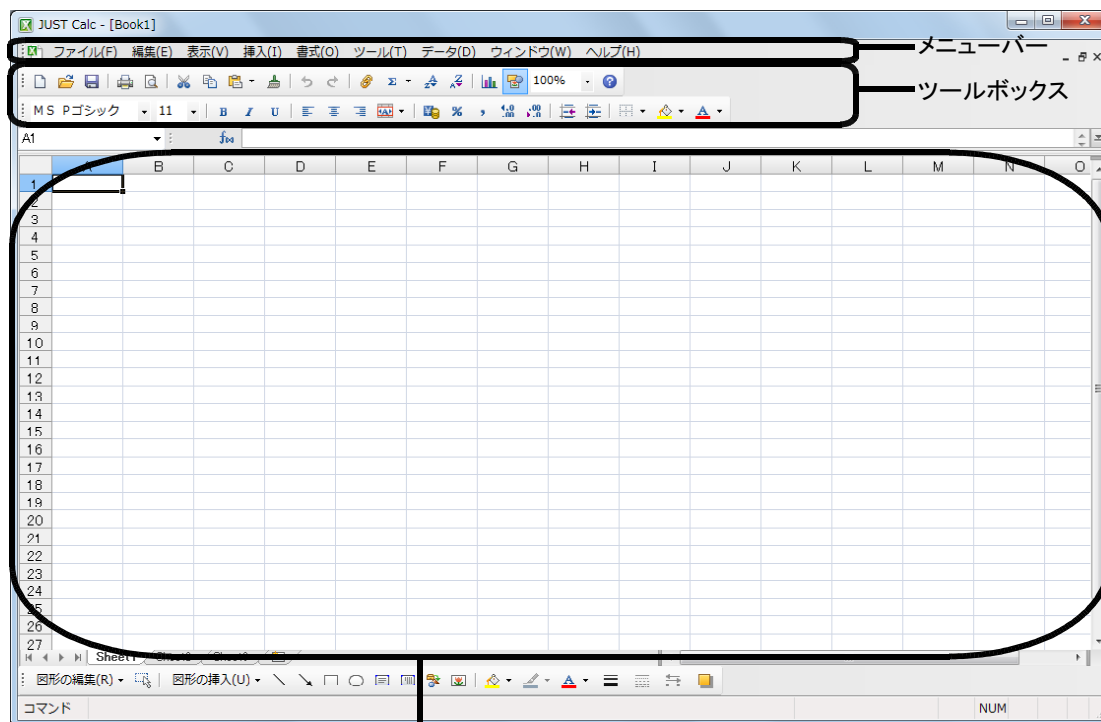 JUST Calc - [Book1]
ファイル(F) 編集(E) 表示(V) 挿入(I) 書式(O) ツール(T) データ(D) ウィンドウ(W) ヘルプ(H)
メニューバー
100%
ツールボックス
ＭＳ Ｐゴシック 11 B I U
A1
A B C D E F G H I J K L M N O
1
2
3
4
5
6
7
8
9
10
11
12
13
14
15
16
17
18
19
20
21
22
23
24
25
26
27
Sheet1 Sheet2 Sheet3
図形の編集(R) 図形の挿入(U)
コマンド NUM